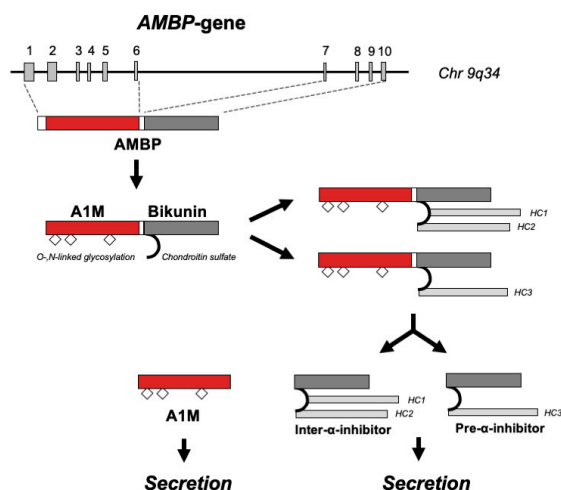 AMBP-gene
1 2 3 4 5 6 7 8 9 10
Chr 9q34
AMBP
A1M Bikunin
O-,N-linked glycosylation Chondroitin sulfate
HC1
HC2
HC3
A1M
HC1
HC2
HC3
Inter-α-inhibitor Pre-α-inhibitor
Secretion Secretion